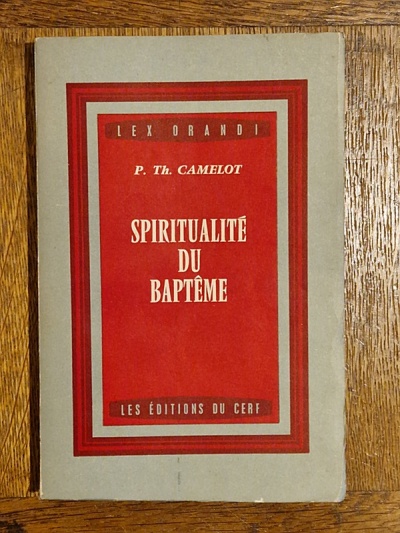 LEX ORANDI
P. Th. CAMELOT
SPIRITUALITÉ
DU
BAPTÊME
LES ÉDITIONS DU CERF